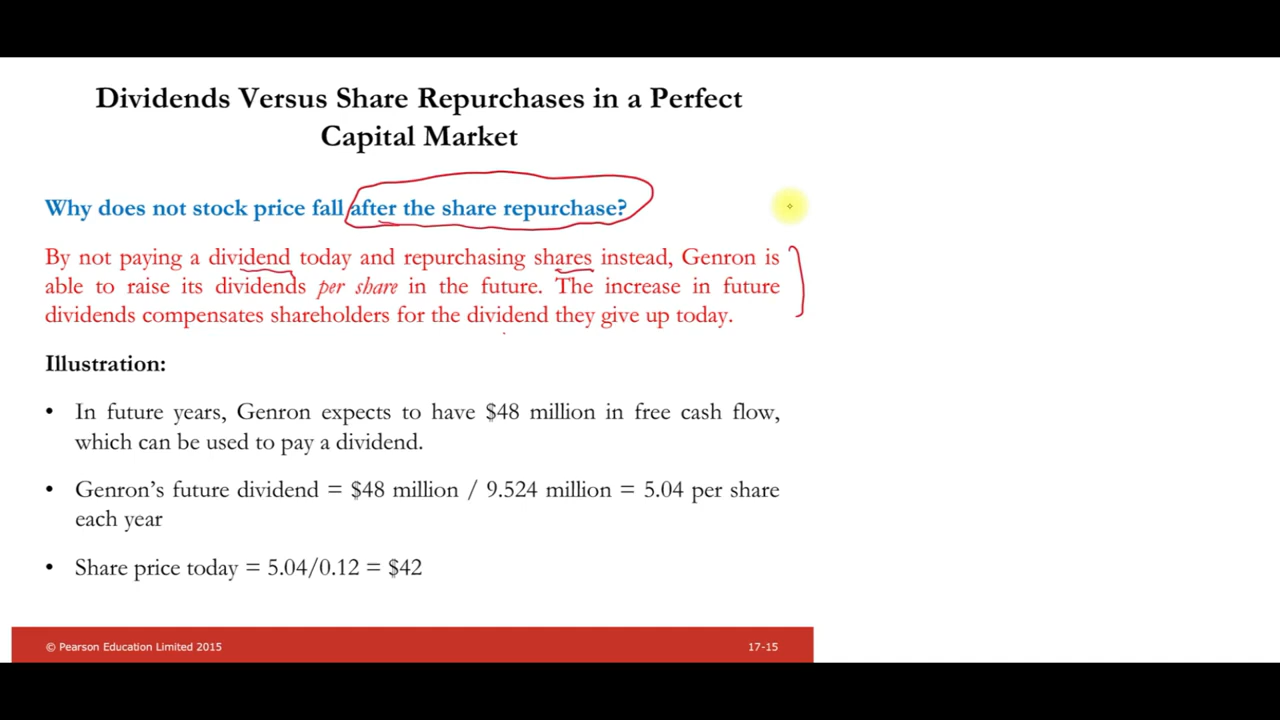 Dividends Versus Share Repurchases in a Perfect
Capital Market
Why does not stock price fall after the share repurchase?
By not paying a dividend today and repurchasing shares instead, Genron is
able to raise its dividends per share in the future. The increase in future
dividends compensates shareholders for the dividend they give up today.
Illustration:
• In future years, Genron expects to have $48 million in free cash flow,
which can be used to pay a dividend.
• Genron’s future dividend = $48 million / 9.524 million = 5.04 per share
each year
• Share price today = 5.04/0.12 = $42
© Pearson Education Limited 2015 17-15